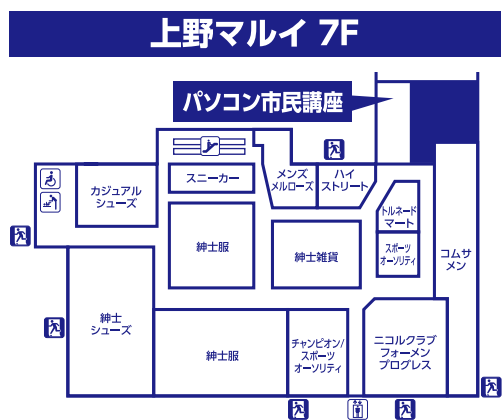 上野マルイ 7F
パソコン市民講座
スニーカー
メンズ
メルローズ
ハイ
ストリート
カジュアル
シューズ
トルネード
マート
紳士服
紳士雑貨
スポーツ
オーソリティ
コムサ
メン
紳士
シューズ
紳士服
チャンピオン/
スポーツ
オーソリティ
ニコルクラブ
フォーメン
プログレス